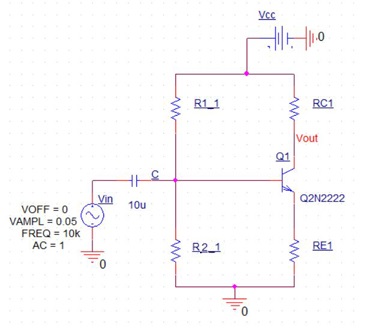 Vcc
0
R1_1
RC1
Vout
Q1
C
Vin
10u
Q2N2222
VOFF = 0
VAMPL = 0.05
FREQ = 10k
AC = 1
R2_1
RE1
0
0